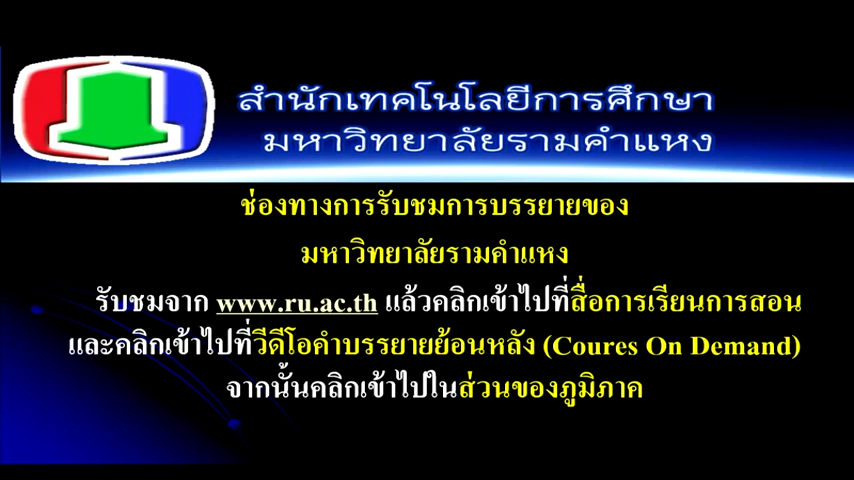 สำนักเทคโนโลยีการศึกษา
มหาวิทยาลัยรามคำแหง
ช่องทางการรับชมการบรรยายของ
มหาวิทยาลัยรามคำแหง
รับชมจาก www.ru.ac.th แล้วคลิกเข้าไปที่สื่อการเรียนการสอน
และคลิกเข้าไปที่วีดีโอคำบรรยายย้อนหลัง (Coures On Demand)
จากนั้นคลิกเข้าไปในส่วนของภูมิภาค